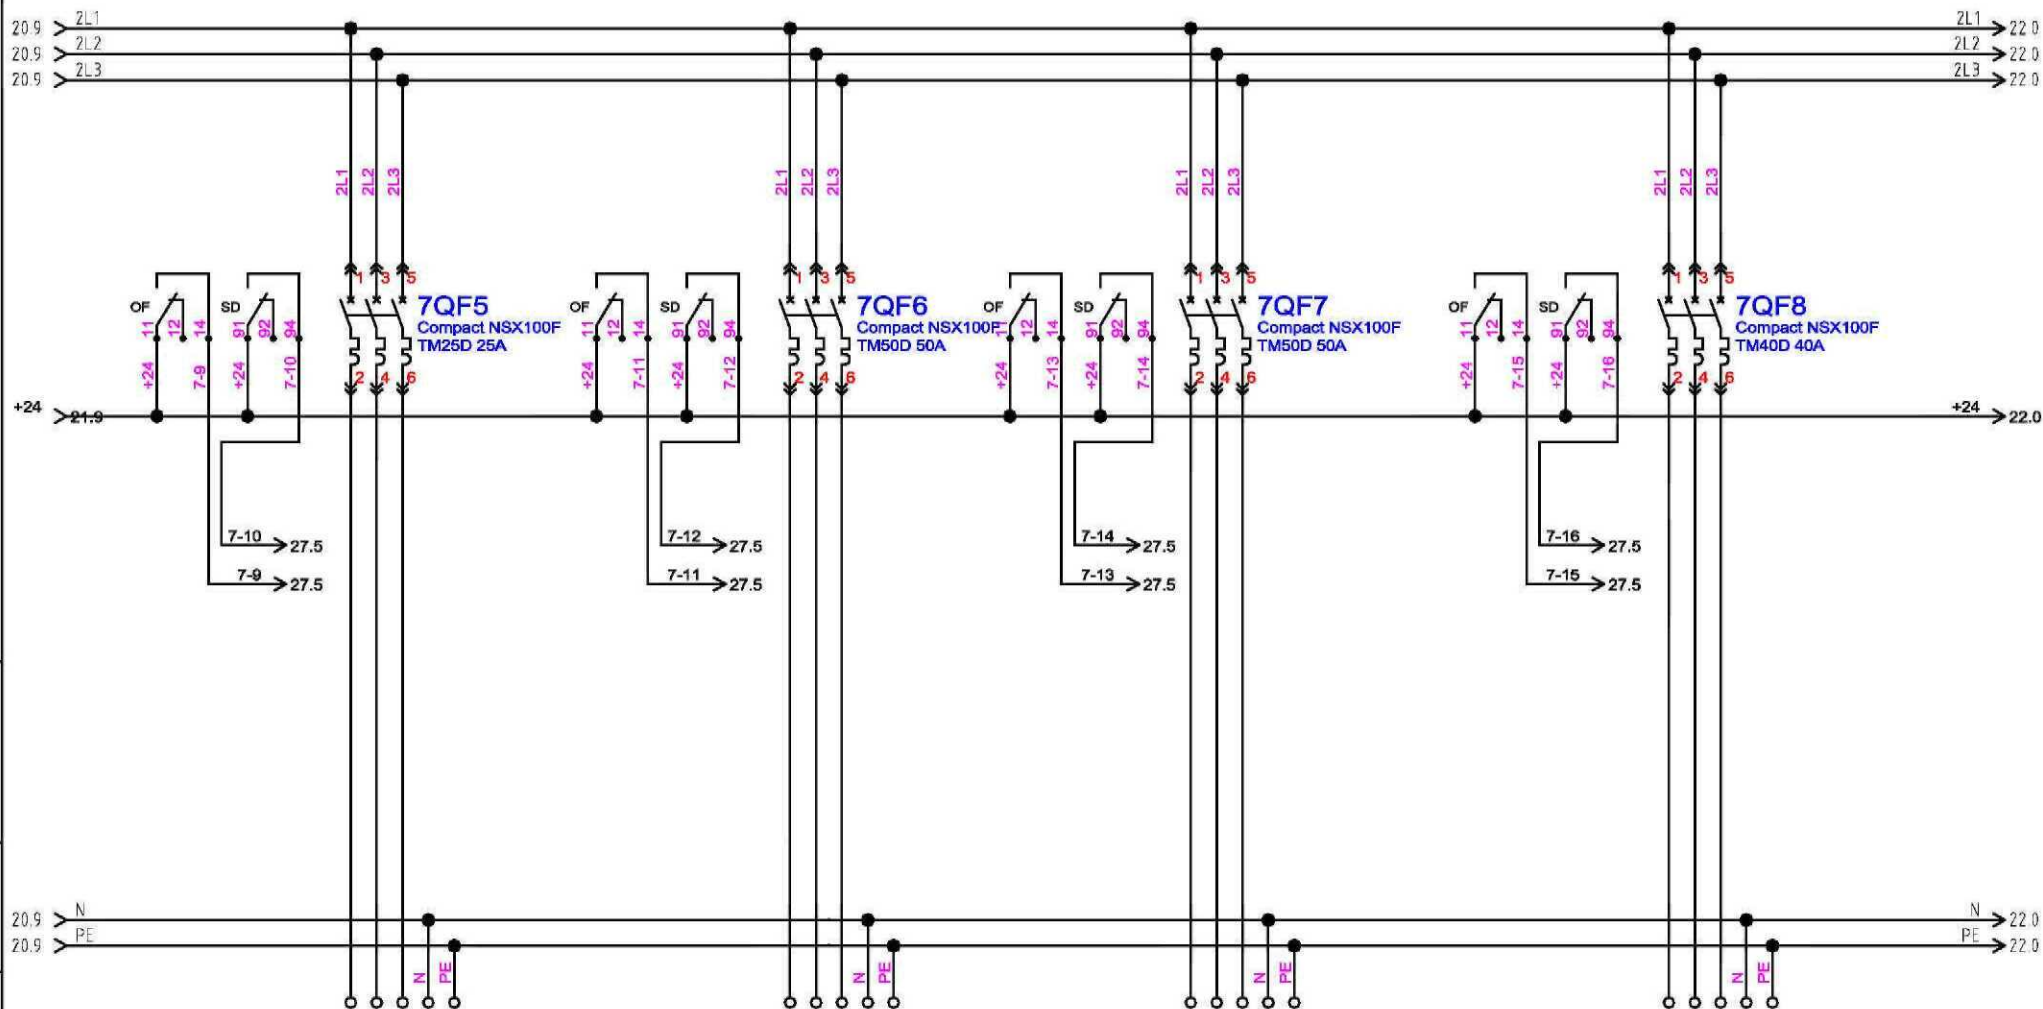 20.9 2L1 2L1 22.0
20.9 2L2 2L2 22.0
20.9 2L3 2L3 22.0
2L1 2L2 2L3 2L1 2L2 2L3 2L1 2L2 2L3 2L1 2L2 2L3
1 3 5 1 3 5 1 3 5 1 3 5
OF 11 12 14 SD 91 92 94
7QF5
Compact NSX100F
TM25D 25A
OF 11 12 14 SD 91 92 94
7QF6
Compact NSX100F
TM50D 50A
OF 11 12 14 SD 91 92 94
7QF7
Compact NSX100F
TM50D 50A
OF 11 12 14 SD 91 92 94
7QF8
Compact NSX100F
TM40D 40A
+24 7-9 +24 7-10 +24 7-11 +24 7-12 +24 7-13 +24 7-14 +24 7-15 +24 7-16
2 4 6 2 4 6 2 4 6 2 4 6
+24 21.9 +24 22.0
7-10 27.5 7-12 27.5 7-14 27.5 7-16 27.5
7-9 27.5 7-11 27.5 7-13 27.5 7-15 27.5
20.9 N N 22.0
20.9 PE PE 22.0
N PE N PE N PE N PE